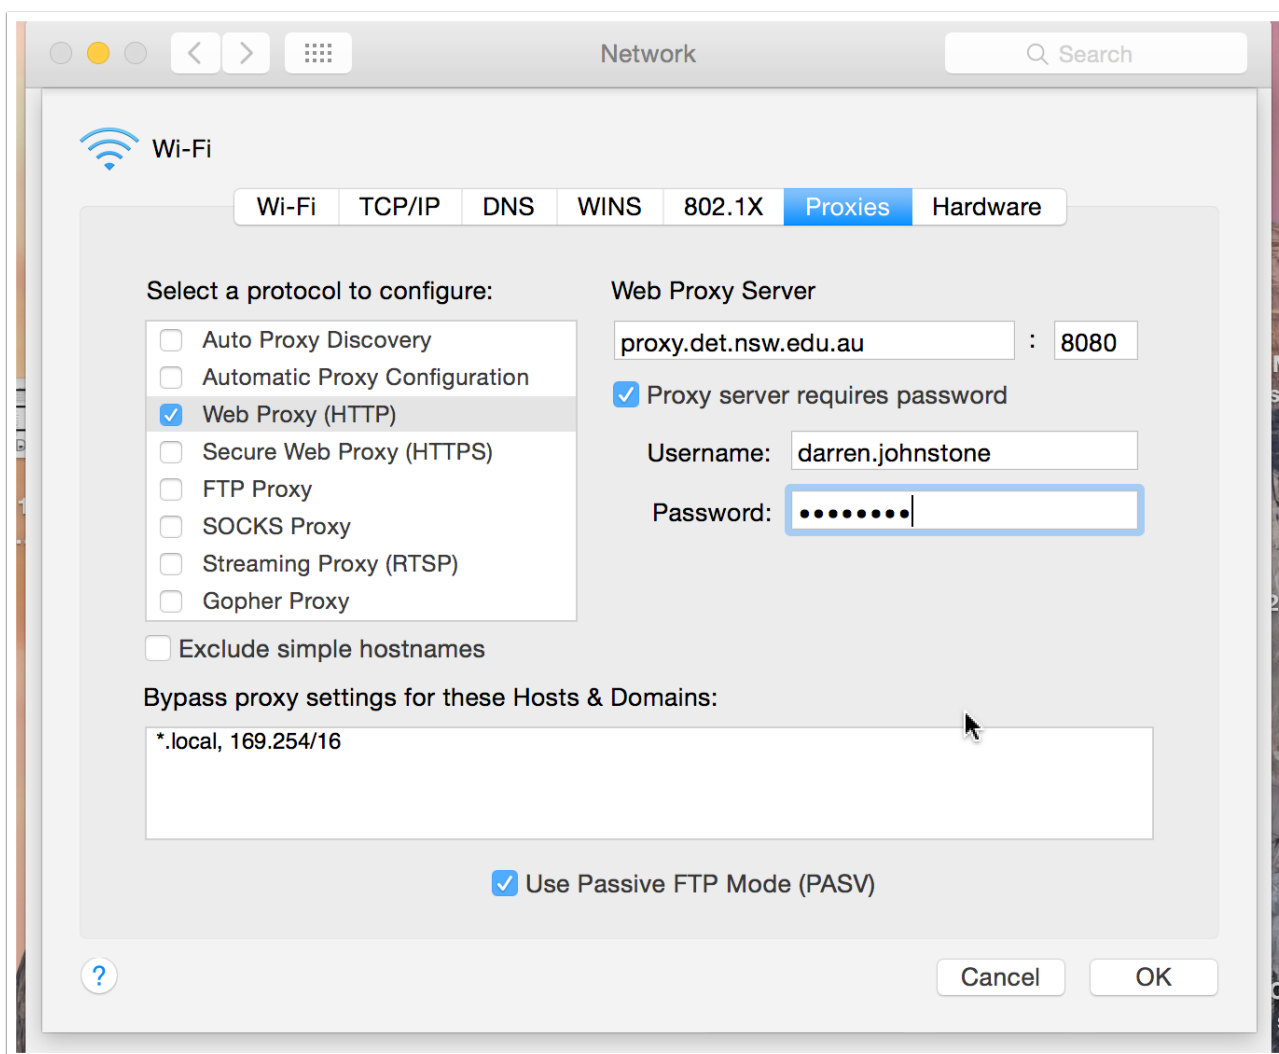 Network
Search
Wi-Fi
Wi-Fi TCP/IP DNS WINS 802.1X Proxies Hardware
Select a protocol to configure:
Auto Proxy Discovery
Automatic Proxy Configuration
Web Proxy (HTTP)
Secure Web Proxy (HTTPS)
FTP Proxy
SOCKS Proxy
Streaming Proxy (RTSP)
Gopher Proxy
Exclude simple hostnames
Web Proxy Server
proxy.det.nsw.edu.au : 8080
Proxy server requires password
Username: darren.johnstone
Password: ••••••••
Bypass proxy settings for these Hosts & Domains:
*.local, 169.254/16
Use Passive FTP Mode (PASV)
?
Cancel OK